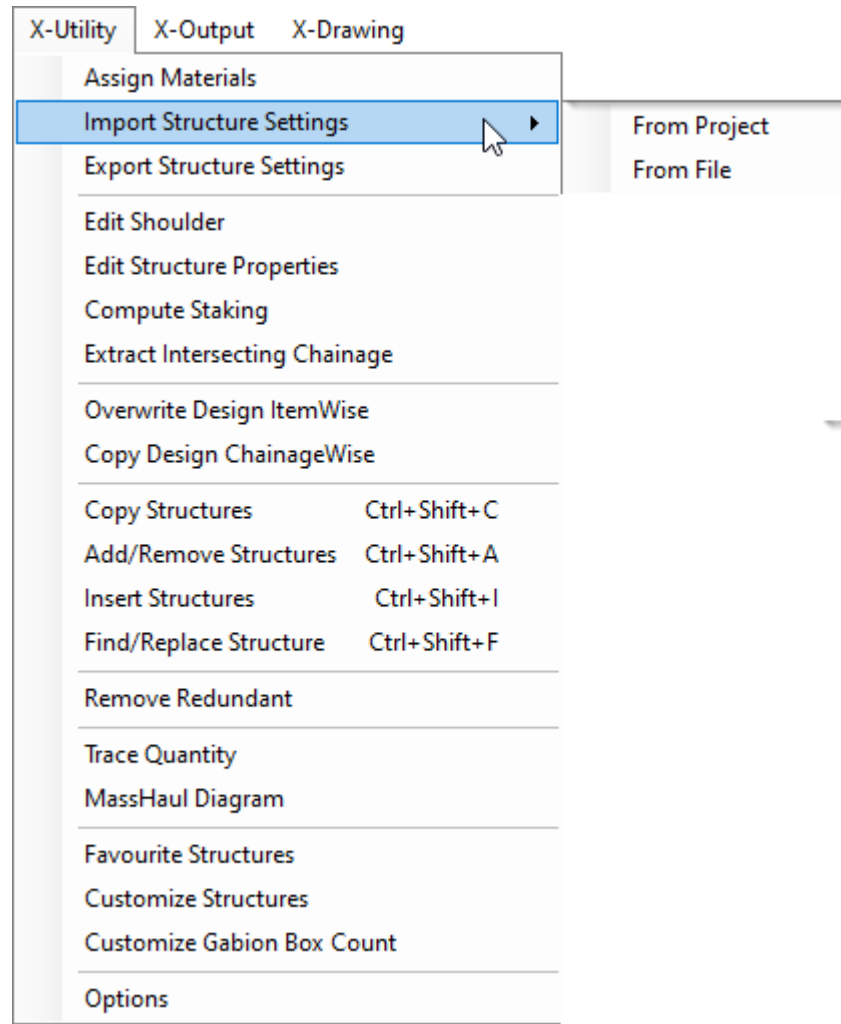 X-Utility X-Output X-Drawing
Assign Materials
Import Structure Settings
From Project
Export Structure Settings
From File
Edit Shoulder
Edit Structure Properties
Compute Staking
Extract Intersecting Chainage
Overwrite Design ItemWise
Copy Design ChainageWise
Copy Structures Ctrl+Shift+C
Add/Remove Structures Ctrl+Shift+A
Insert Structures Ctrl+Shift+I
Find/Replace Structure Ctrl+Shift+F
Remove Redundant
Trace Quantity
MassHaul Diagram
Favourite Structures
Customize Structures
Customize Gabion Box Count
Options